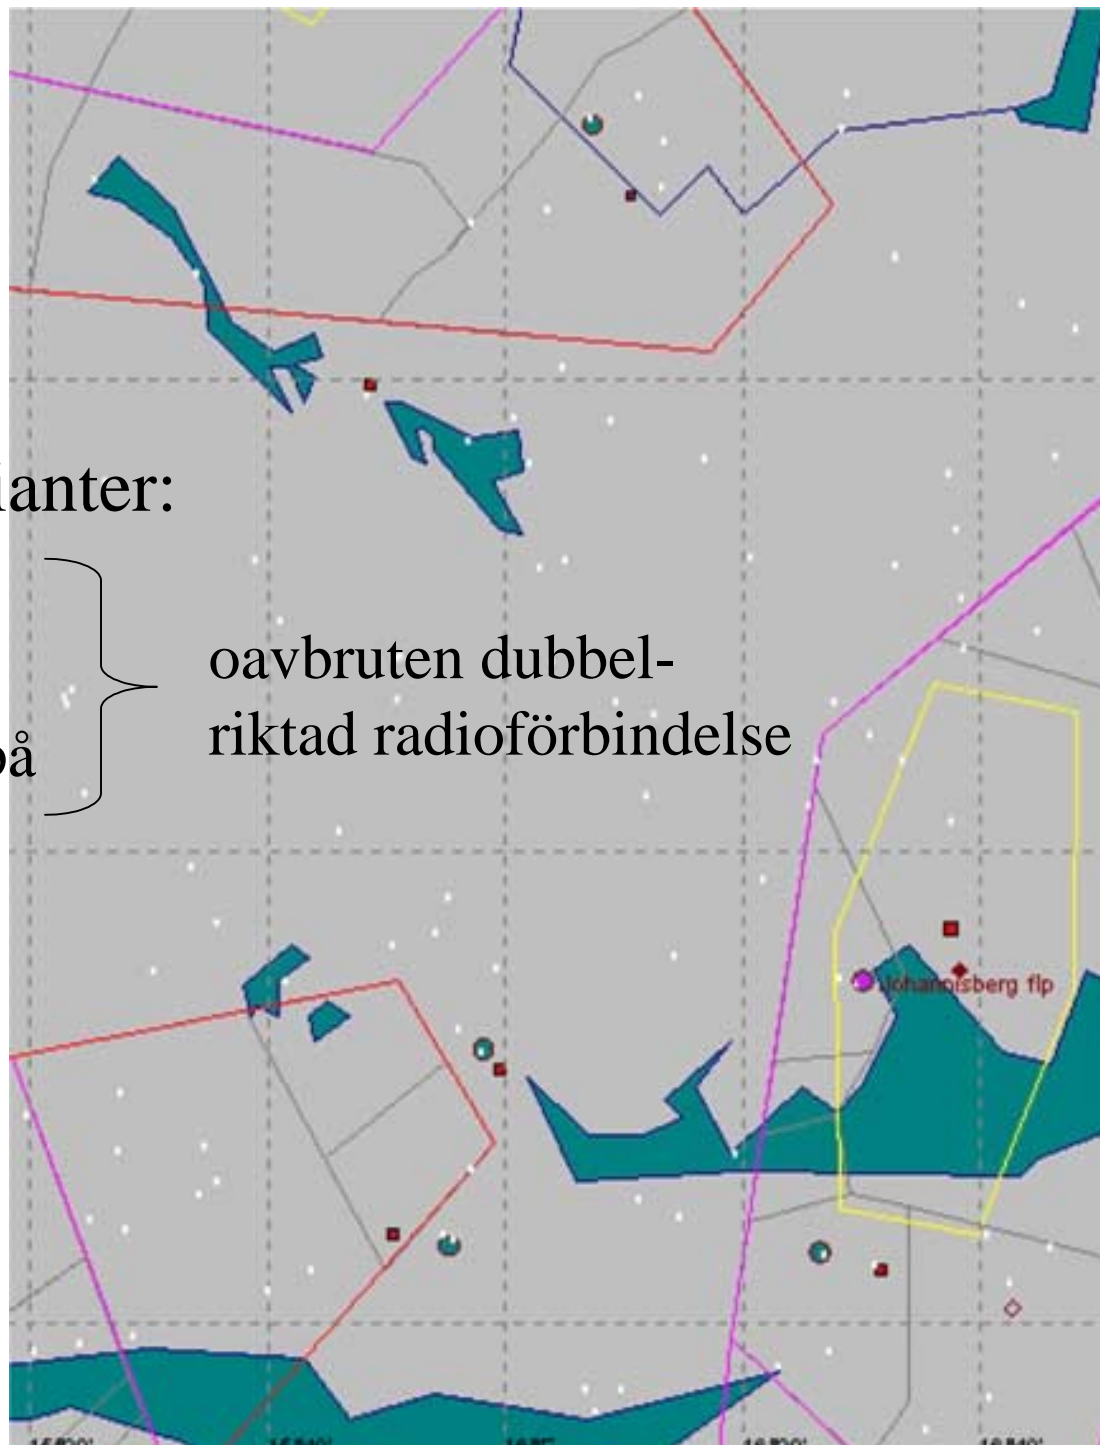 ianter:
oavbruten dubbel-
riktad radioförbindelse
på
Johannisberg flp